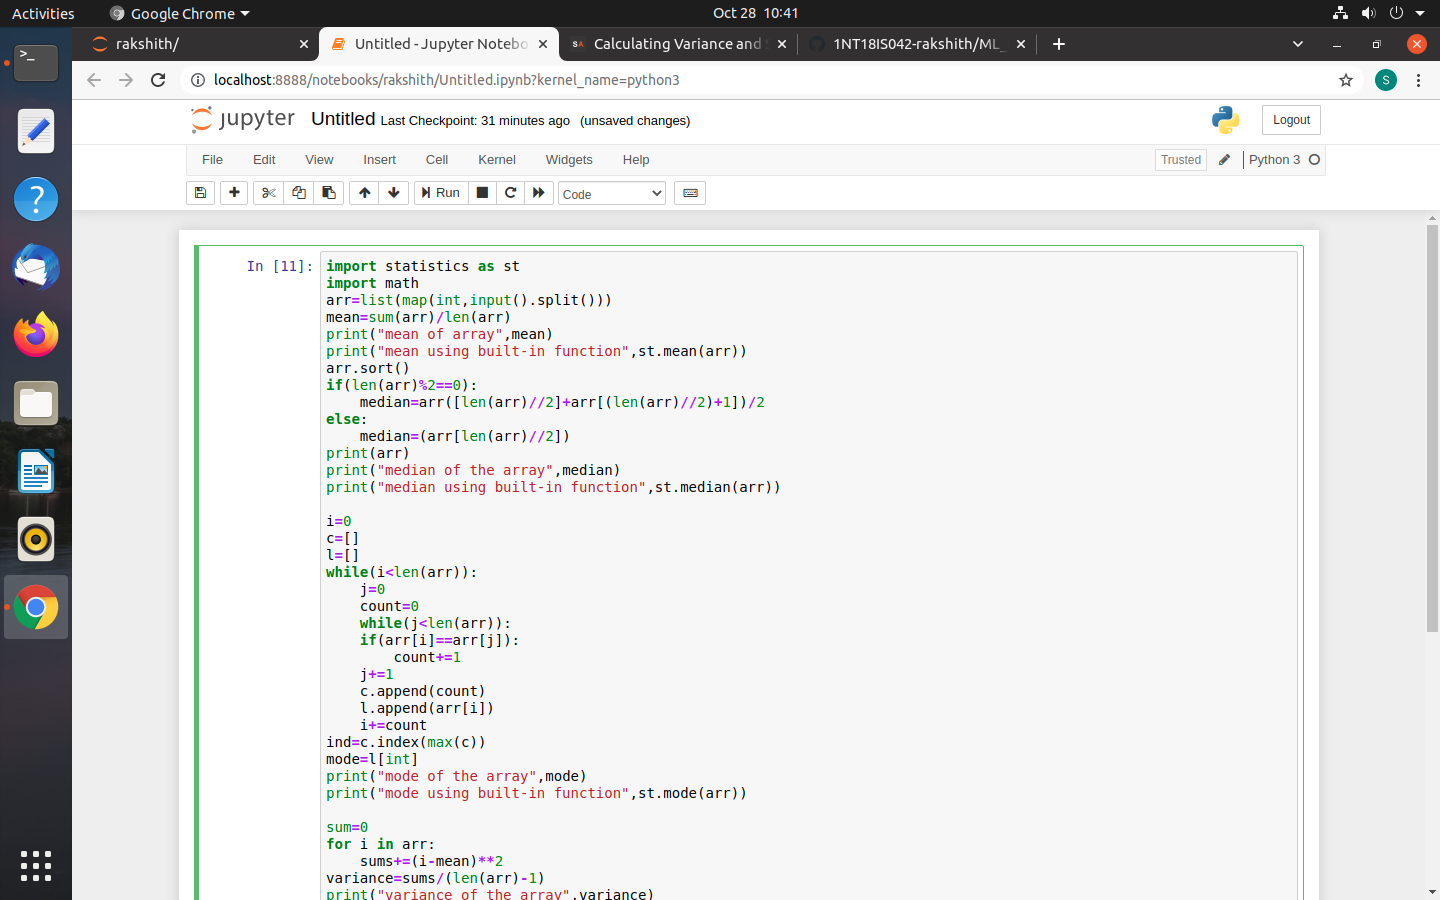 Activities
Google Chrome
Oct 28 10:41
rakshith/
Untitled - Jupyter Notebo
SA
Calculating Variance and
1NT18IS042-rakshith/ML_
localhost:8888/notebooks/rakshith/Untitled.ipynb?kernel_name=python3
S
jupyter
Untitled Last Checkpoint: 31 minutes ago (unsaved changes)
Logout
File Edit View Insert Cell Kernel Widgets Help
Trusted
Python 3
Run
Code
In [11]:
import statistics as st
import math
arr=list(map(int,input().split()))
mean=sum(arr)/len(arr)
print("mean of array",mean)
print("mean using built-in function",st.mean(arr))
arr.sort()
if(len(arr)%2==0):
    median=arr([len(arr)//2]+arr[(len(arr)//2)+1])/2
else:
    median=(arr[len(arr)//2])
print(arr)
print("median of the array",median)
print("median using built-in function",st.median(arr))
i=0
c=[]
l=[]
while(i<len(arr)):
    j=0
    count=0
    while(j<len(arr)):
    if(arr[i]==arr[j]):
        count+=1
    j+=1
    c.append(count)
    l.append(arr[i])
    i+=count
ind=c.index(max(c))
mode=l[int]
print("mode of the array",mode)
print("mode using built-in function",st.mode(arr))
sum=0
for i in arr:
    sums+=(i-mean)**2
variance=sums/(len(arr)-1)
print("variance of the array",variance)